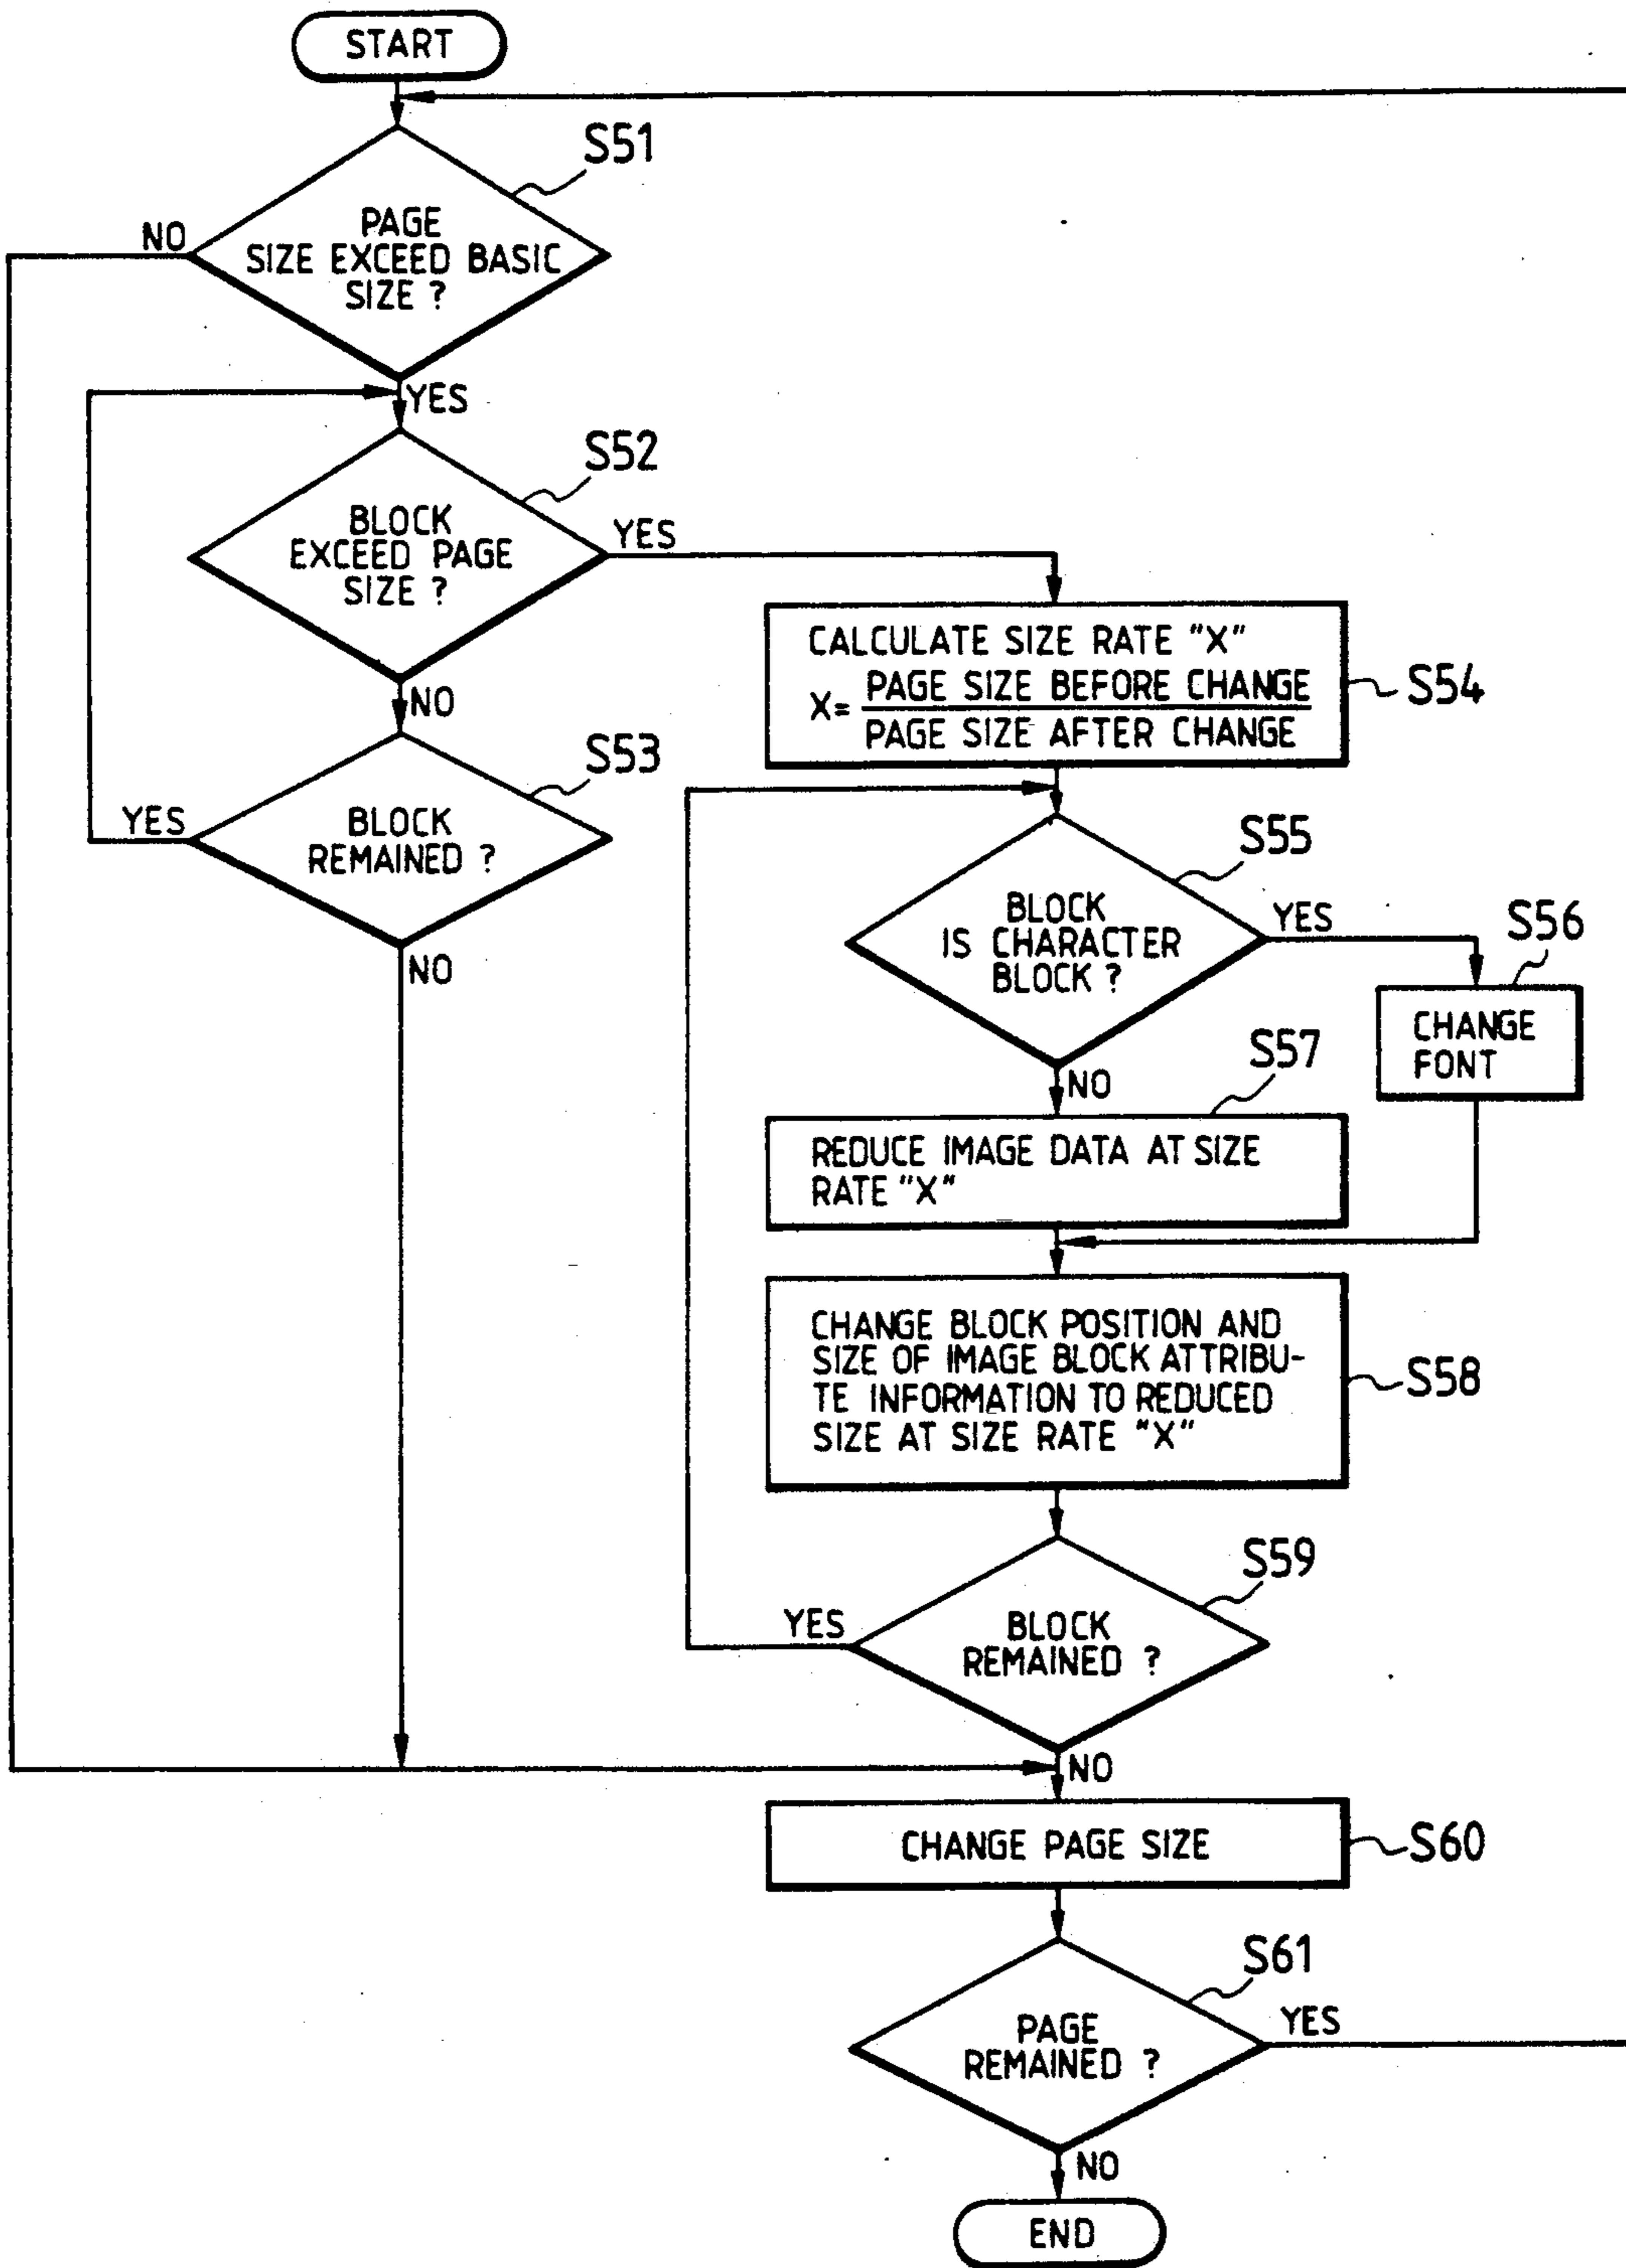 START
S51
PAGE
SIZE EXCEED BASIC
SIZE ?
NO
YES
S52
BLOCK
EXCEED PAGE
SIZE ?
YES
NO
S53
BLOCK
REMAINED ?
YES
NO
CALCULATE SIZE RATE "X"
X= PAGE SIZE BEFORE CHANGE
PAGE SIZE AFTER CHANGE
S54
S55
BLOCK
IS CHARACTER
BLOCK ?
YES
S56
CHANGE
FONT
NO
S57
REDUCE IMAGE DATA AT SIZE
RATE "X"
CHANGE BLOCK POSITION AND
SIZE OF IMAGE BLOCK ATTRIBU-
TE INFORMATION TO REDUCED
SIZE AT SIZE RATE "X"
S58
S59
BLOCK
REMAINED ?
YES
NO
CHANGE PAGE SIZE
S60
S61
PAGE
REMAINED ?
YES
NO
END